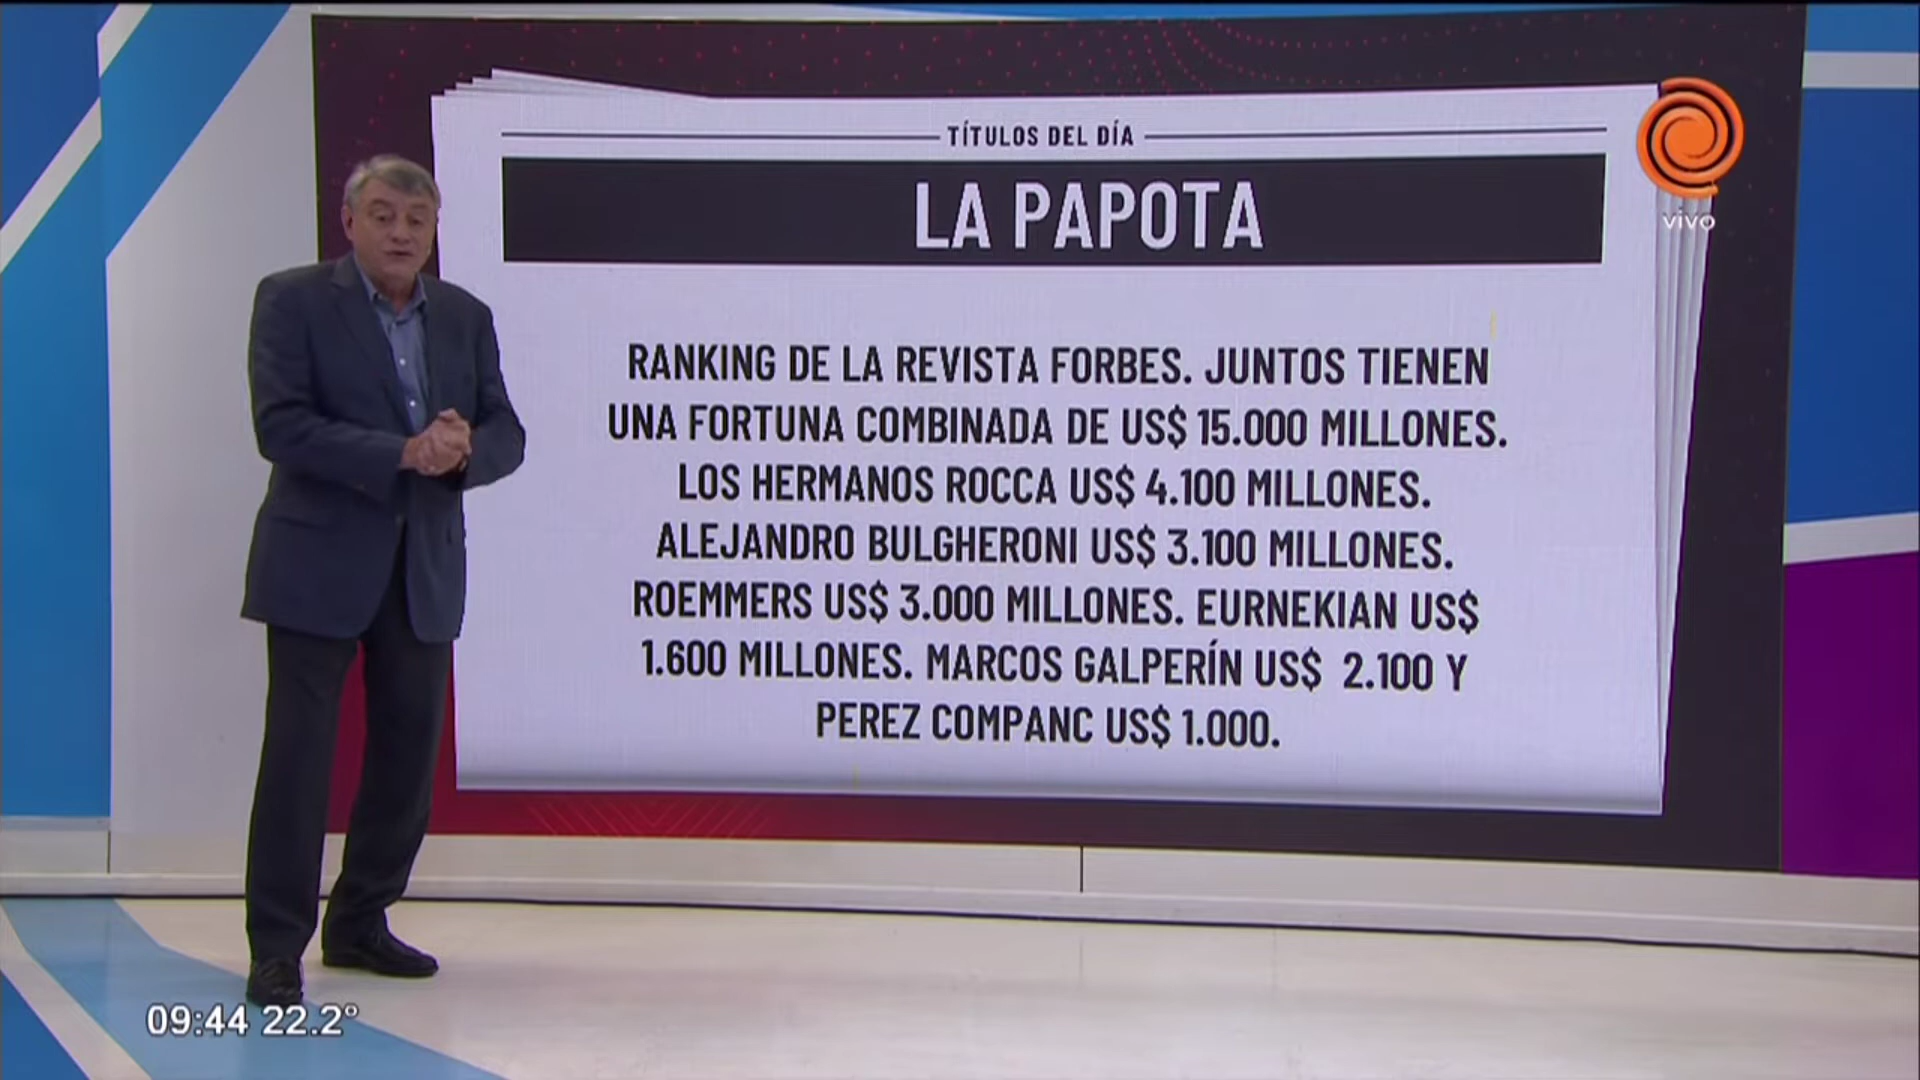 TÍTULOS DEL DÍA
LA PAPOTA
vivo
RANKING DE LA REVISTA FORBES. JUNTOS TIENEN
UNA FORTUNA COMBINADA DE US$ 15.000 MILLONES.
LOS HERMANOS ROCCA US$ 4.100 MILLONES.
ALEJANDRO BULGHERONI US$ 3.100 MILLONES.
ROEMMERS US$ 3.000 MILLONES. EURNEKIAN US$
1.600 MILLONES. MARCOS GALPERÍN US$ 2.100 Y
PEREZ COMPANC US$ 1.000.
09:44 22.2°